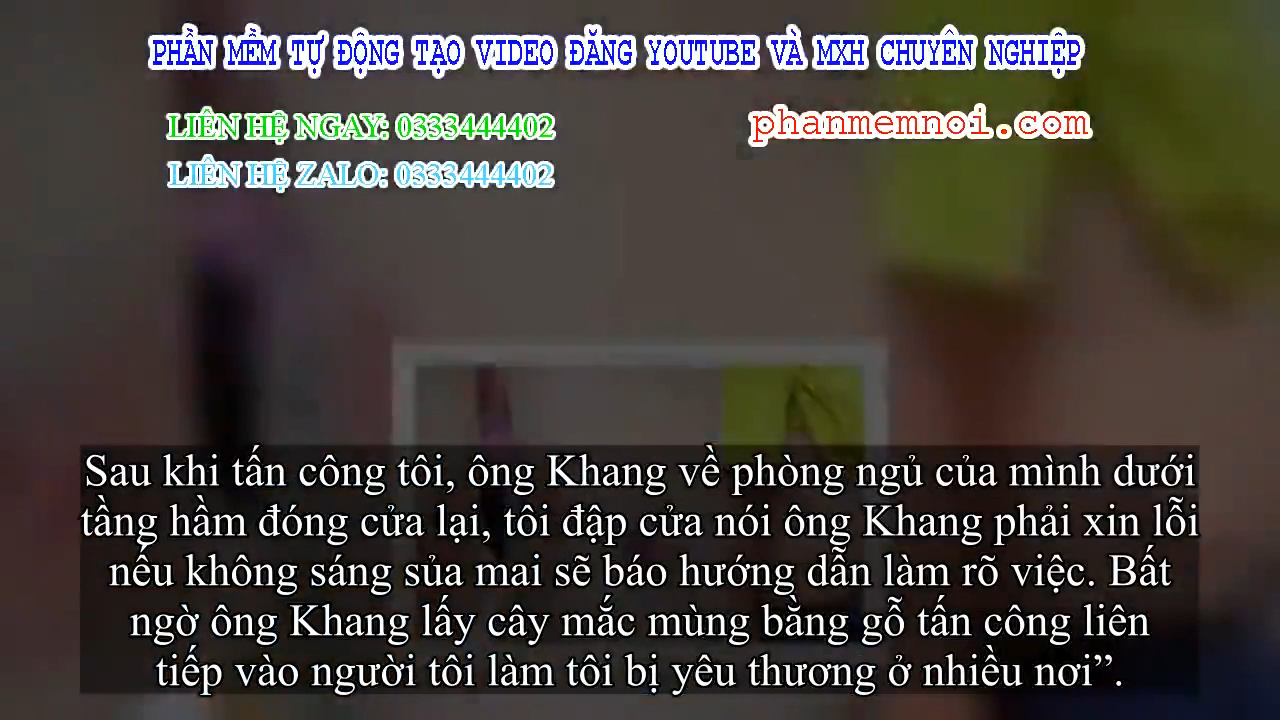 PHẦN MỀM TỰ ĐỘNG TẠO VIDEO ĐĂNG YOUTUBE VÀ MXH CHUYÊN NGHIỆP
LIÊN HỆ NGAY: 0333444402
phanmemnoi.com
LIÊN HỆ ZALO: 0333444402
Sau khi tấn công tôi, ông Khang về phòng ngủ của mình dưới
tầng hầm đóng cửa lại, tôi đập cửa nói ông Khang phải xin lỗi
nếu không sáng sủa mai sẽ báo hướng dẫn làm rõ việc. Bất
ngờ ông Khang lấy cây mắc mùng bằng gỗ tấn công liên
tiếp vào người tôi làm tôi bị yêu thương ở nhiều nơi”.